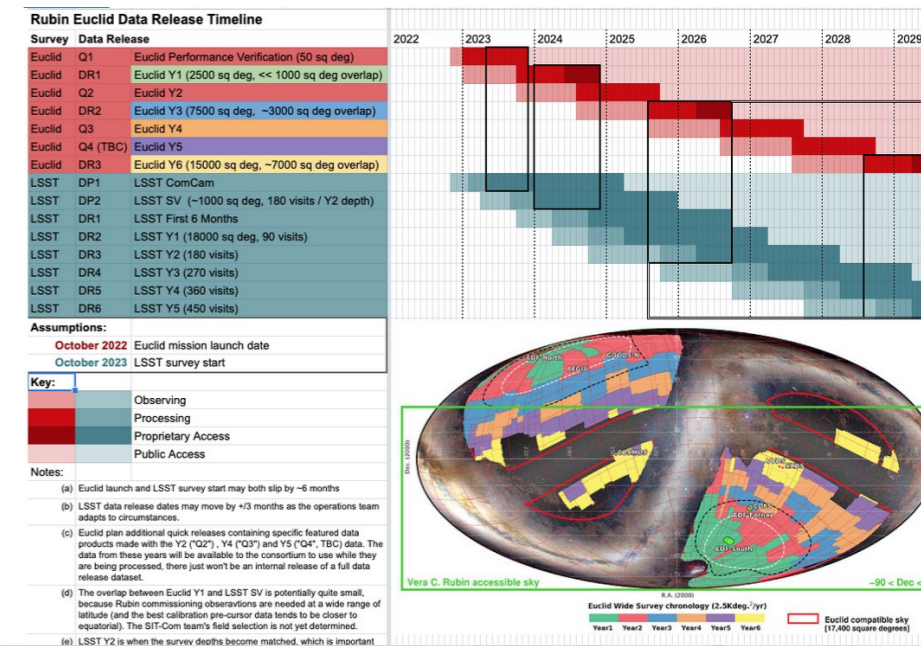 Rubin Euclid Data Release Timeline
Survey Data Release
2022 2023 2024 2025 2026 2027 2028 2029
Euclid Q1 Euclid Performance Verification (50 sq deg)
Euclid DR1 Euclid Y1 (2500 sq deg, << 1000 sq deg overlap)
Euclid Q2 Euclid Y2
Euclid DR2 Euclid Y3 (7500 sq deg, ~3000 sq deg overlap)
Euclid Q3 Euclid Y4
Euclid Q4 (TBC) Euclid Y5
Euclid DR3 Euclid Y6 (15000 sq deg, ~7000 sq deg overlap)
LSST DP1 LSST ComCam
LSST DP2 LSST SV (~1000 sq deg, 180 visits / Y2 depth)
LSST DR1 LSST First 6 Months
LSST DR2 LSST Y1 (18000 sq deg, 90 visits)
LSST DR3 LSST Y2 (180 visits)
LSST DR4 LSST Y3 (270 visits)
LSST DR5 LSST Y4 (360 visits)
LSST DR6 LSST Y5 (450 visits)
Assumptions:
October 2022 Euclid mission launch date
October 2023 LSST survey start
Key:
Observing
Processing
Proprietary Access
Public Access
Notes:
(a) Euclid launch and LSST survey start may both slip by ~6 months
(b) LSST data release dates may move by +/3 months as the operations team
adapts to circumstances.
(c) Euclid plan additional quick releases containing specific featured data
products made with the Y2 ("Q2") , Y4 ("Q3") and Y5 ("Q4", TBC) data. The
data from these years will be available to the consortium to use while they
are being processed, there just won't be an internal release of a full data
release dataset.
(d) The overlap between Euclid Y1 and LSST SV is potentially quite small,
because Rubin commissioning obseravtions are needed at a wide range of
latitude (and the best calibration pre-cursor data tends to be closer to
equatorial). The SIT-Com team's field selection is not yet determined.
(e) LSST Y2 is when the survey depths become matched, which is important
EDF-North
GOODS-N
AEGIS
COSMOS
CDFS
EDF-Fornax
EDF-South
Dec. (2000)
Vera C. Rubin accessible sky
−90 < Dec <
R.A. (2000)
Euclid Wide Survey chronology (2.5Kdeg.²/yr)
Year1 Year2 Year3 Year4 Year5 Year6
Euclid compatible sky
[17,400 square degrees]